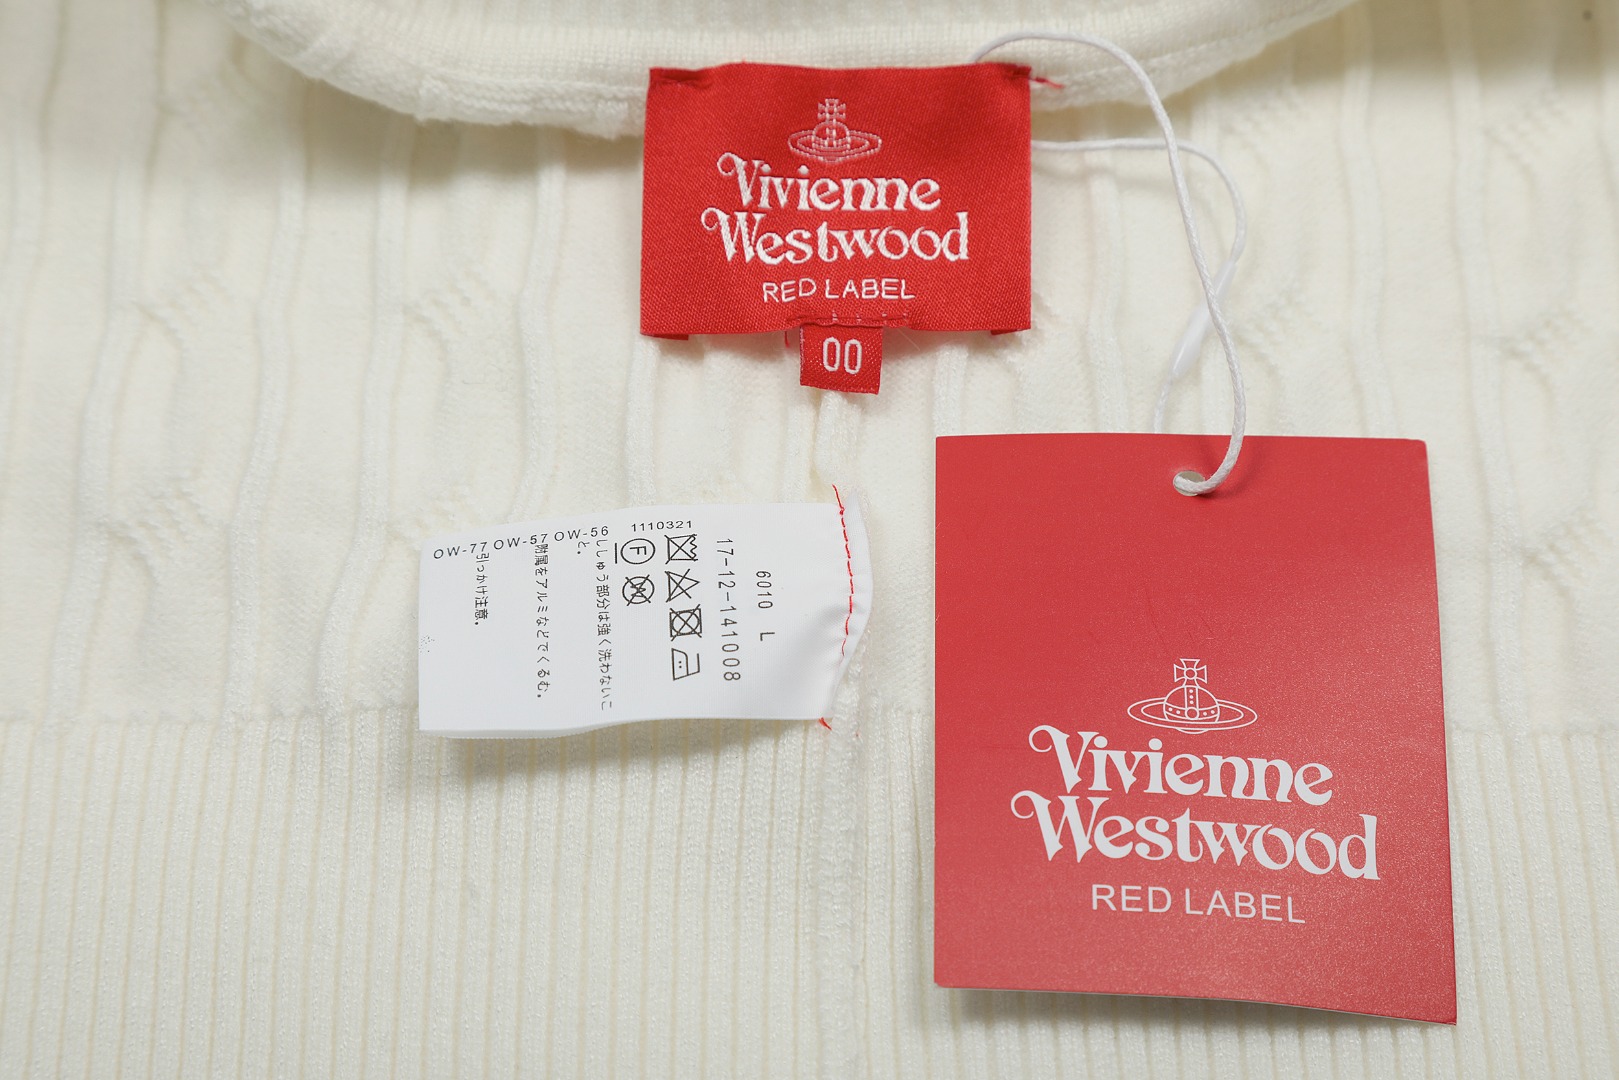 Vivienne
Westwood
RED LABEL
00
6010 L
17-12-141008
1110321
F
W
OW-56
ししゅう部分は強く洗わないこ
と。
OW-57
附属をアルミなどでくるむ。
OW-77
引っかけ注意。
Vivienne
Westwood
RED LABEL